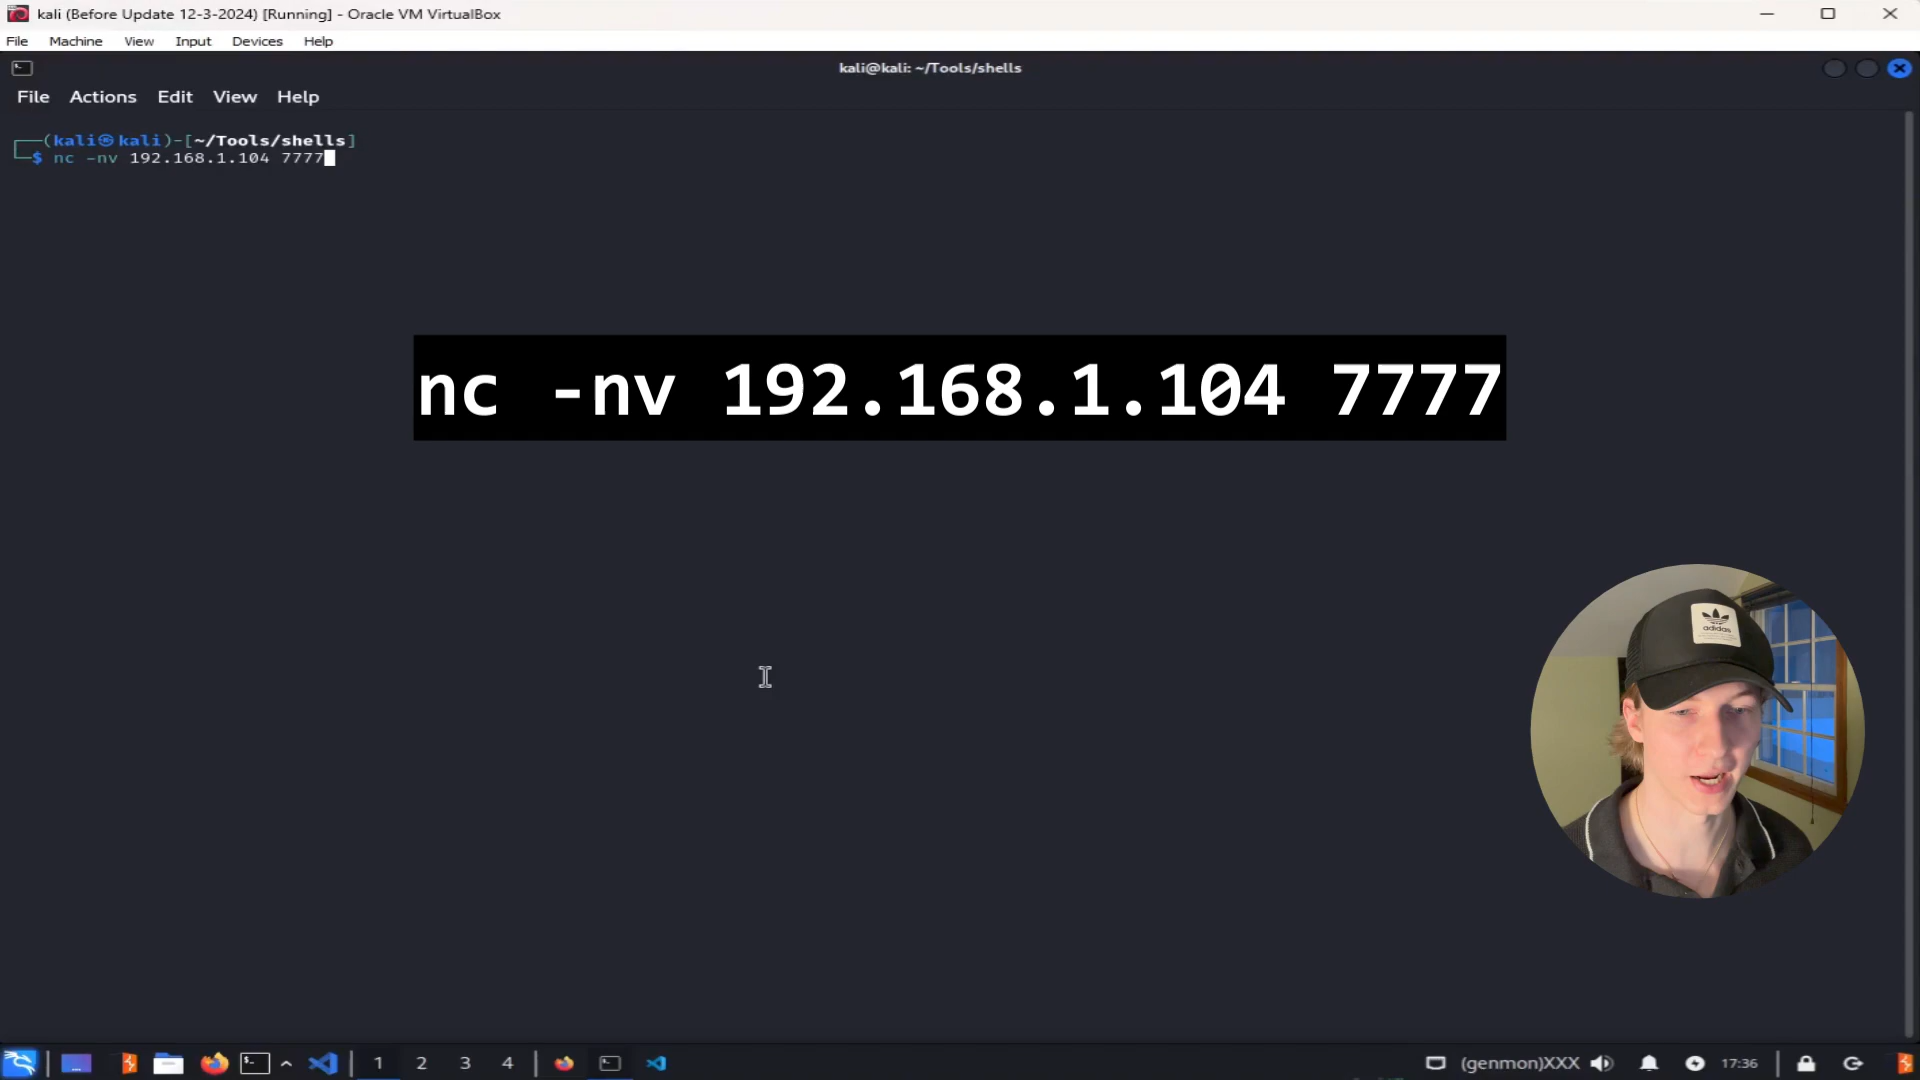 kali (Before Update 12-3-2024) [Running] - Oracle VM VirtualBox
File Machine View Input Devices Help
kali@kali: ~/Tools/shells
File Actions Edit View Help
(kali㉿kali)-[~/Tools/shells]
$ nc -nv 192.168.1.104 7777
nc -nv 192.168.1.104 7777
adidas
1 2 3 4
(genmon)XXX
17:36